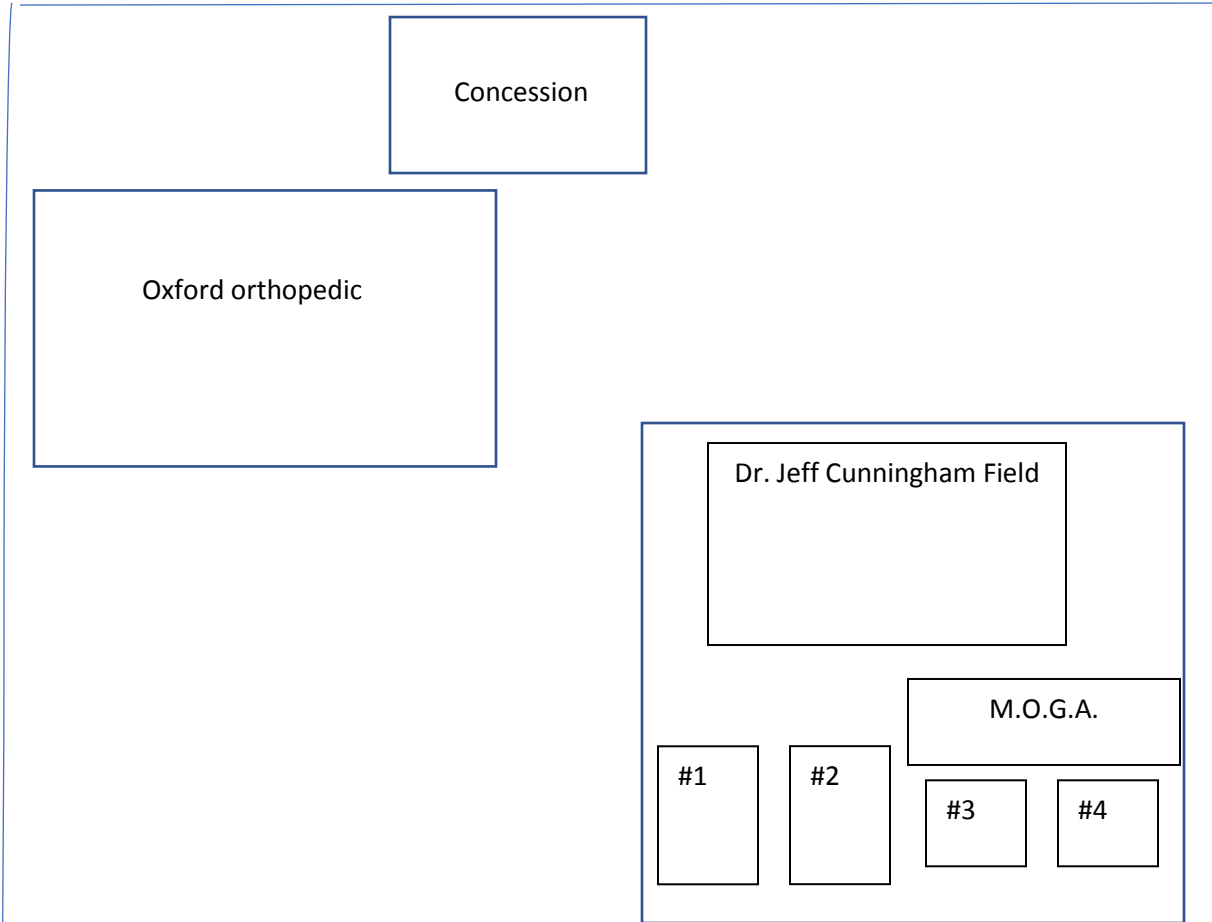 Concession
Oxford orthopedic
Dr. Jeff Cunningham Field
M.O.G.A.
#1
#2
#3
#4